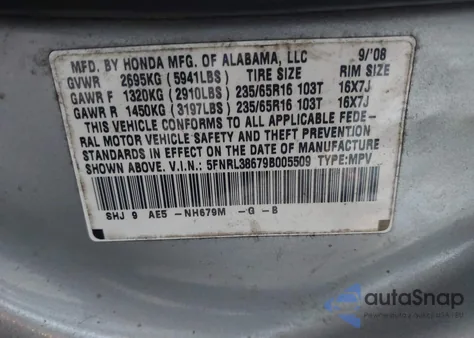 MFD. BY HONDA MFG. OF ALABAMA, LLC 9/'08
GVWR 2695KG (5941LBS) TIRE SIZE RIM SIZE
GAWR F 1320KG (2910LBS) 235/65R16 103T 16X7J
GAWR R 1450KG (3197LBS) 235/65R16 103T 16X7J
THIS VEHICLE CONFORMS TO ALL APPLICABLE FEDE-
RAL MOTOR VEHICLE SAFETY AND THEFT PREVENTION
STANDARDS IN EFFECT ON THE DATE OF MANUFACTURE
SHOWN ABOVE. V.I.N.: 5FNRL38679B005509 TYPE:MPV
SHJ 9 AE5 -NH679M -G -B
autoSnap